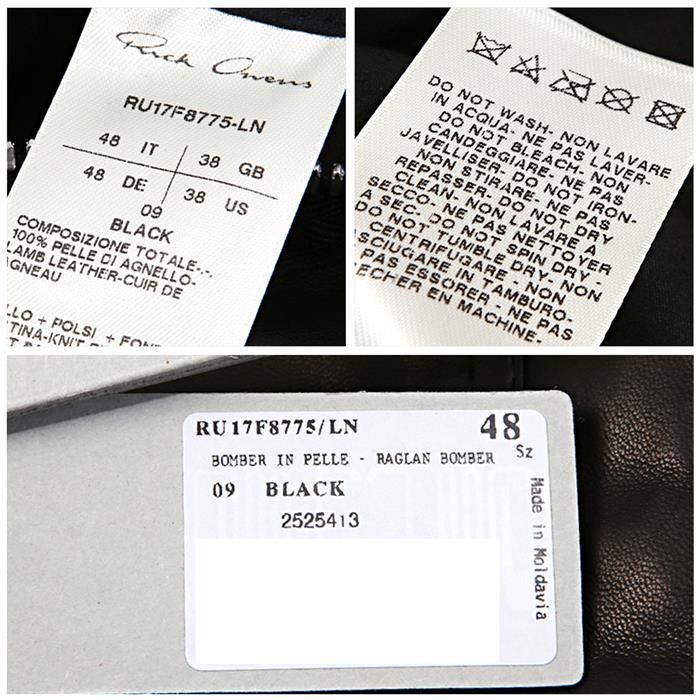 Rick Owens
RU17F8775-LN
48 IT 38 GB
48 DE 38 US
09
BLACK
COMPOSIZIONE TOTALE-.-.
100% PELLE DI AGNELLO-
LAMB LEATHER-CUIR DE
AGNEAU
+ POLSI +
DO NOT WASH- NON LAVARE
IN ACQUA- NE PAS LAVER-
DO NOT BLEACH- NON
CANDEGGIARE- NE PAS
JAVELLISER- DO NOT IRON-
NON STIRARE- NE PAS
REPASSER- DO NOT DRY
CLEAN- NON LAVARE A
SECCO- NE PAS NETTOYER
A SEC- DO NOT SPIN DRY -
CENTRIFUGARE - NON
DO NOT TUMBLE DRY- NON
ASCIUGARE IN TAMBURO-
PAS ESSORER - NE PAS
SECHER EN MACHINE-
RU17F8775/LN 48
BOMBER IN PELLE - RAGLAN BOMBER Sz
09 BLACK
2525413
Made in Moldavia